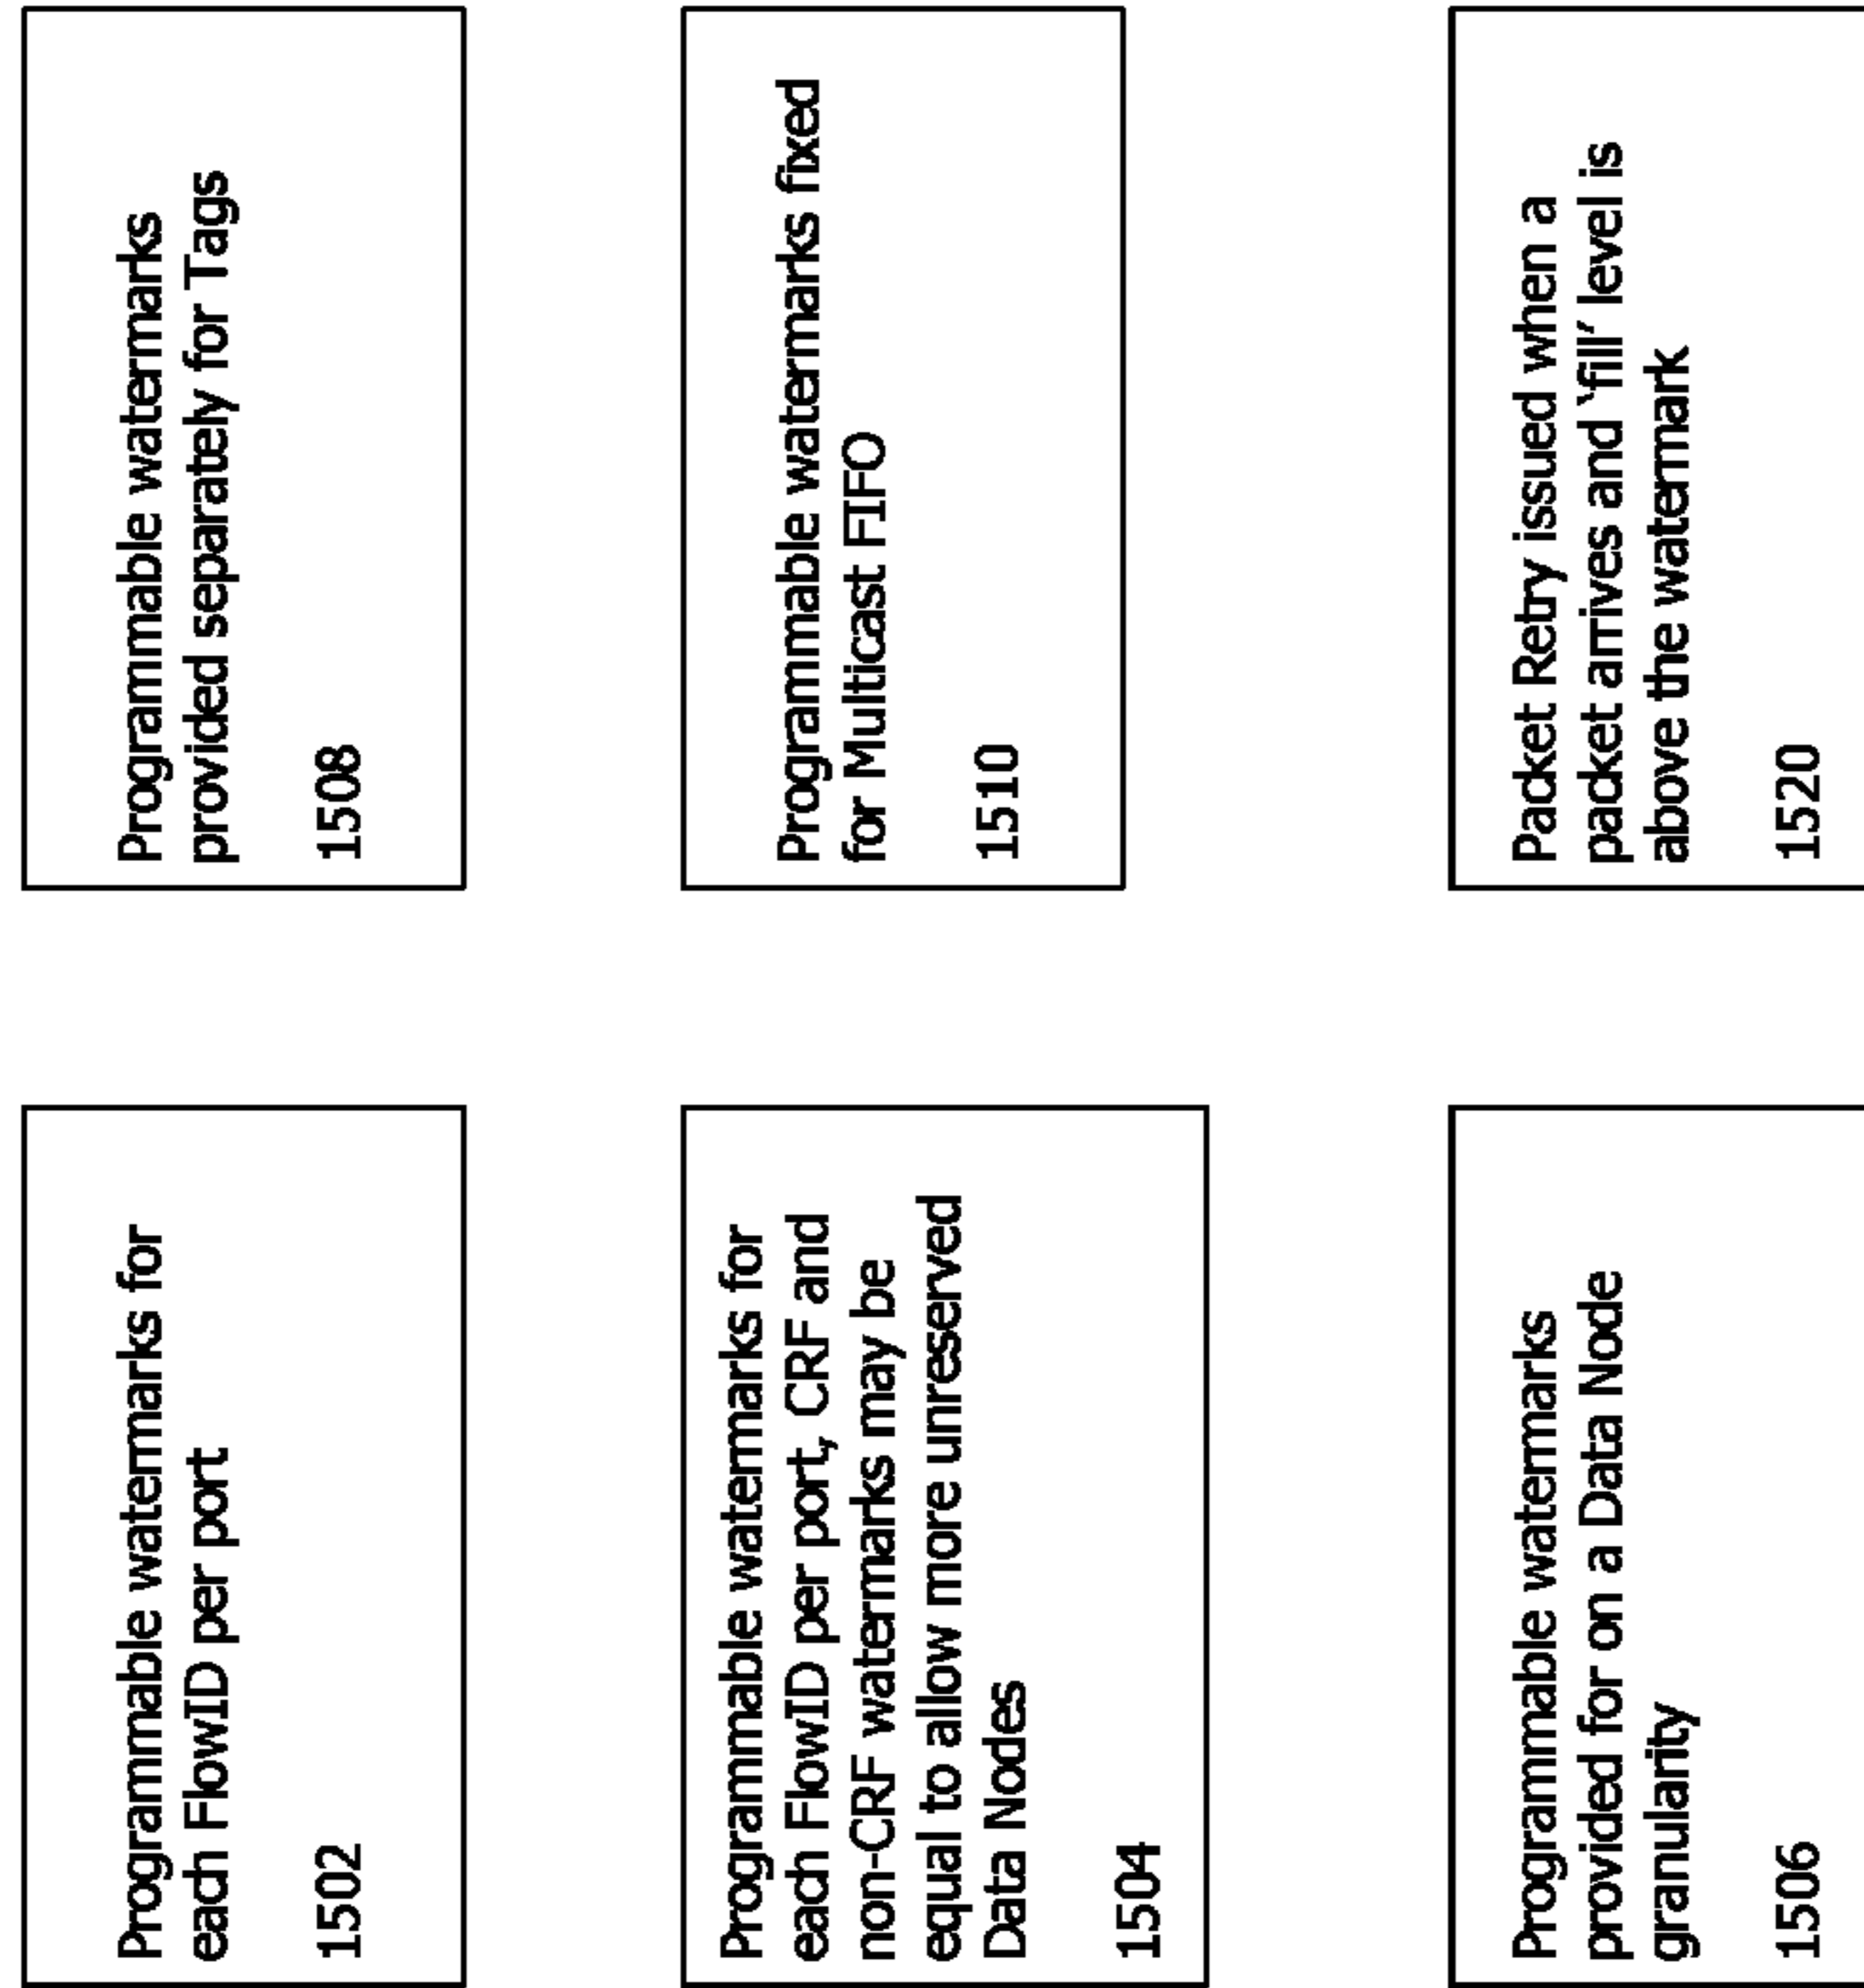 Programmable watermarks for
each FlowID per port
1502
Programmable watermarks for
each FlowID per port, CRF and
non-CRF watermarks may be
equal to allow more unreserved
Data Nodes
1504
Programmable watermarks
provided for on a Data Node
granularity
1506
Programmable watermarks
provided separately for Tags
1508
Programmable watermarks fixed
for Multicast FIFO
1510
Packet Retry issued when a
packet arrives and ‘fill’ level is
above the watermark
1520